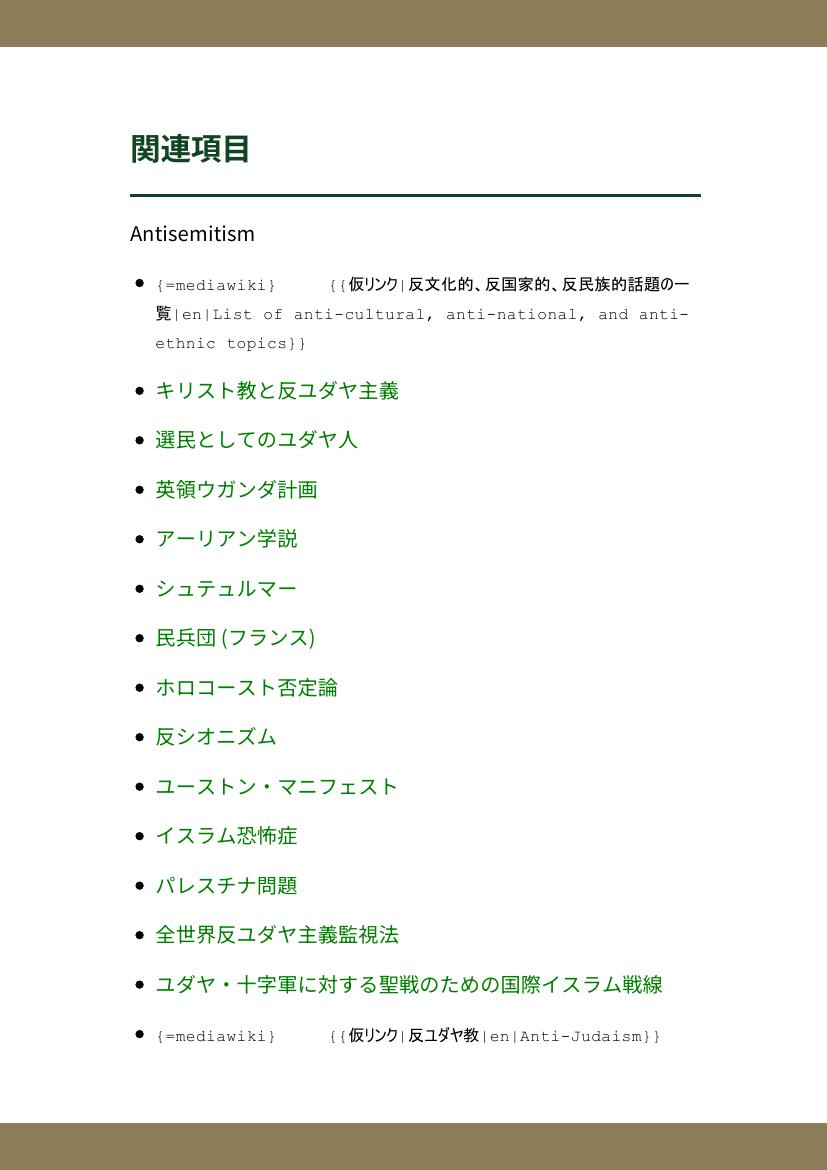 関連項目
Antisemitism
{=mediawiki} {{仮リンク|反文化的、反国家的、反民族的話題の一
覧|en|List of anti-cultural, anti-national, and anti-
ethnic topics}}
キリスト教と反ユダヤ主義
選民としてのユダヤ人
英領ウガンダ計画
アーリアン学説
シュテュルマー
民兵団 (フランス)
ホロコースト否定論
反シオニズム
ユーストン・マニフェスト
イスラム恐怖症
パレスチナ問題
全世界反ユダヤ主義監視法
ユダヤ・十字軍に対する聖戦のための国際イスラム戦線
{=mediawiki} {{仮リンク|反ユダヤ教|en|Anti-Judaism}}